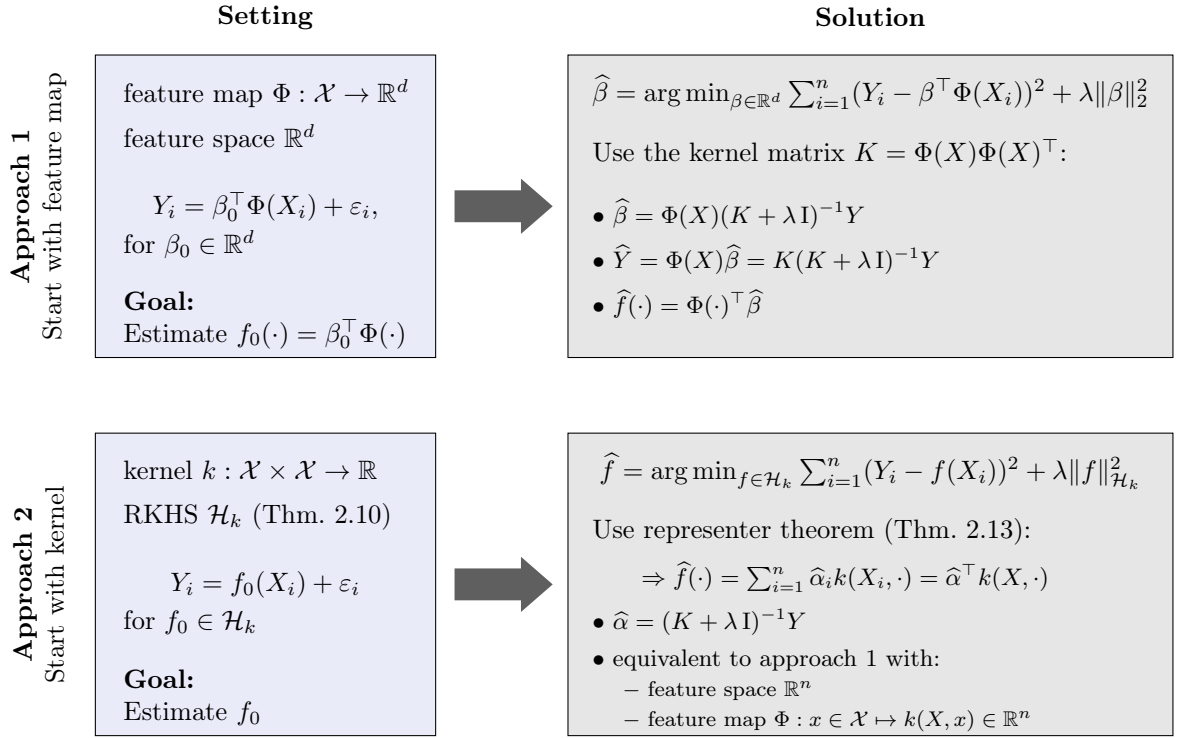 Setting
Solution
Approach 1
Start with feature map
feature map Φ : 𝒳 → ℝ^d
feature space ℝ^d
Y_i = β_0^⊤ Φ(X_i) + ε_i,
for β_0 ∈ ℝ^d
Goal:
Estimate f_0(·) = β_0^⊤ Φ(·)
β̂ = arg min_{β∈ℝ^d} ∑_{i=1}^n (Y_i − β^⊤ Φ(X_i))^2 + λ‖β‖_2^2
Use the kernel matrix K = Φ(X)Φ(X)^⊤:
• β̂ = Φ(X)(K + λ I)^{−1}Y
• Ŷ = Φ(X)β̂ = K(K + λ I)^{−1}Y
• f̂(·) = Φ(·)^⊤ β̂
Approach 2
Start with kernel
kernel k : 𝒳 × 𝒳 → ℝ
RKHS ℋ_k (Thm. 2.10)
Y_i = f_0(X_i) + ε_i
for f_0 ∈ ℋ_k
Goal:
Estimate f_0
f̂ = arg min_{f∈ℋ_k} ∑_{i=1}^n (Y_i − f(X_i))^2 + λ‖f‖_{ℋ_k}^2
Use representer theorem (Thm. 2.13):
⇒ f̂(·) = ∑_{i=1}^n α̂_i k(X_i, ·) = α̂^⊤ k(X, ·)
• α̂ = (K + λ I)^{−1}Y
• equivalent to approach 1 with:
– feature space ℝ^n
– feature map Φ : x ∈ 𝒳 ↦ k(X, x) ∈ ℝ^n